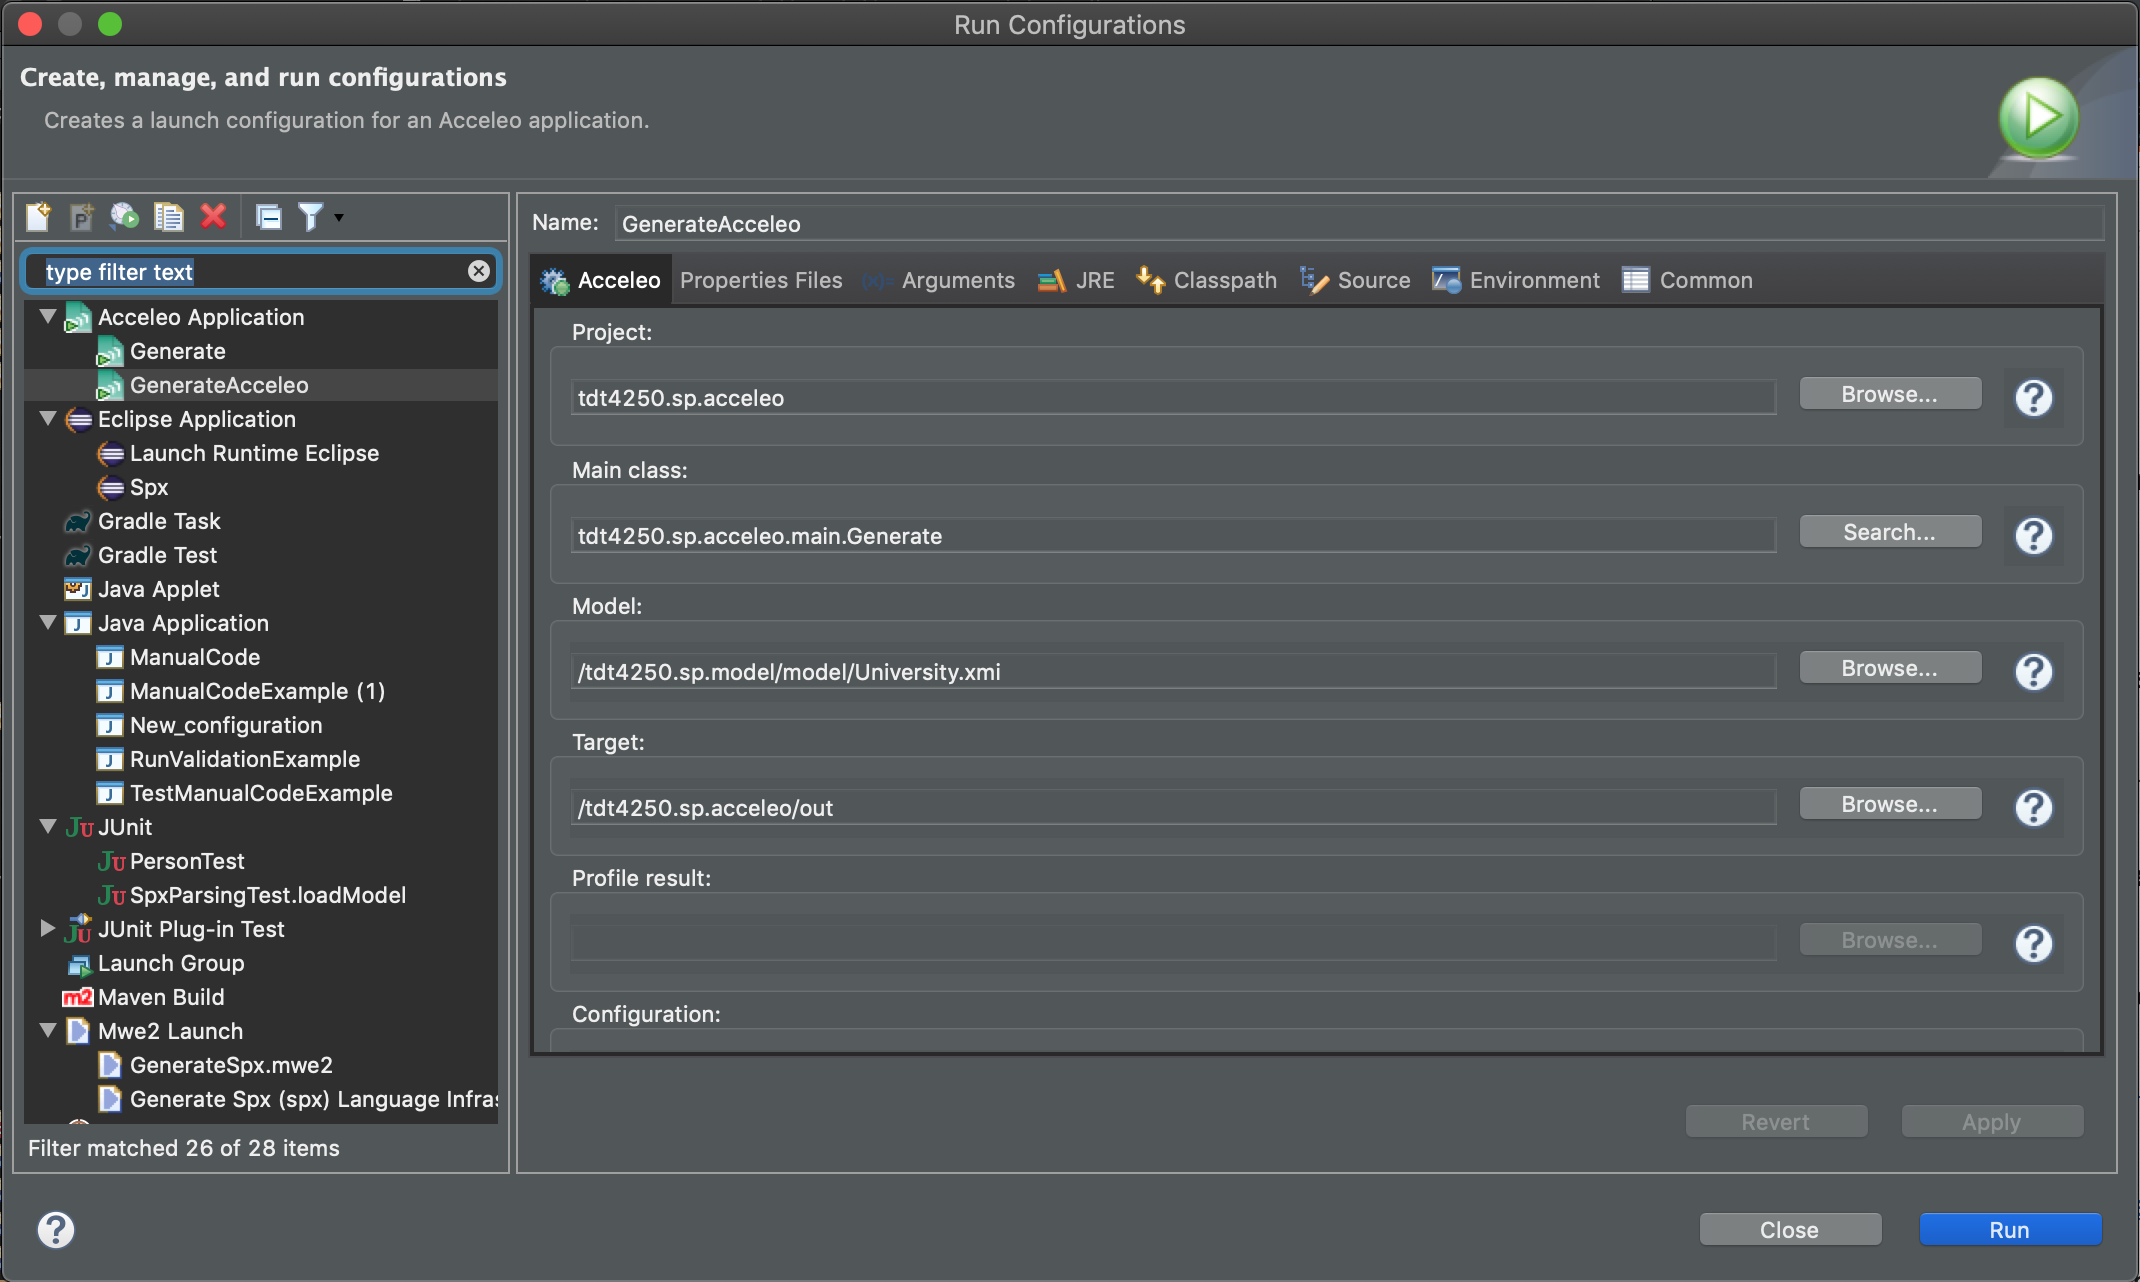 Run Configurations
Create, manage, and run configurations
Creates a launch configuration for an Acceleo application.
type filter text
Acceleo Application
Generate
GenerateAcceleo
Eclipse Application
Launch Runtime Eclipse
Spx
Gradle Task
Gradle Test
Java Applet
Java Application
ManualCode
ManualCodeExample (1)
New_configuration
RunValidationExample
TestManualCodeExample
JUnit
PersonTest
SpxParsingTest.loadModel
JUnit Plug-in Test
Launch Group
m2 Maven Build
Mwe2 Launch
GenerateSpx.mwe2
Generate Spx (spx) Language Infras
Filter matched 26 of 28 items
Name: GenerateAcceleo
Acceleo Properties Files (x)= Arguments JRE Classpath Source Environment Common
Project:
tdt4250.sp.acceleo Browse...
Main class:
tdt4250.sp.acceleo.main.Generate Search...
Model:
/tdt4250.sp.model/model/University.xmi Browse...
Target:
/tdt4250.sp.acceleo/out Browse...
Profile result:
Browse...
Configuration:
Revert Apply
Close Run